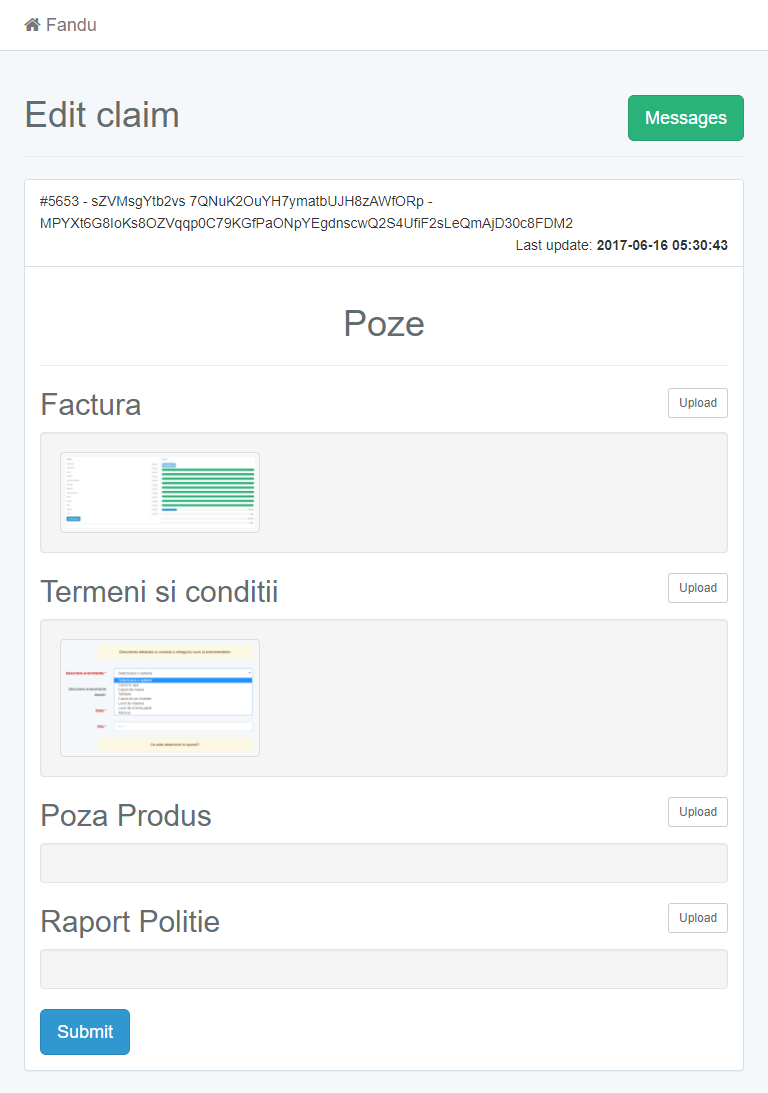 Fandu
Edit claim
Messages
#5653 - sZVMsgYtb2vs 7QNuK2OuYH7ymatbUJH8zAWfORp -
MPYXt6G8IoKs8OZVqqp0C79KGfPaONpYEgdnscwQ2S4UfiF2sLeQmAjD30c8FDM2
Last update: 2017-06-16 05:30:43
Poze
Factura
Upload
Termeni si conditii
Upload
Poza Produs
Upload
Raport Politie
Upload
Submit